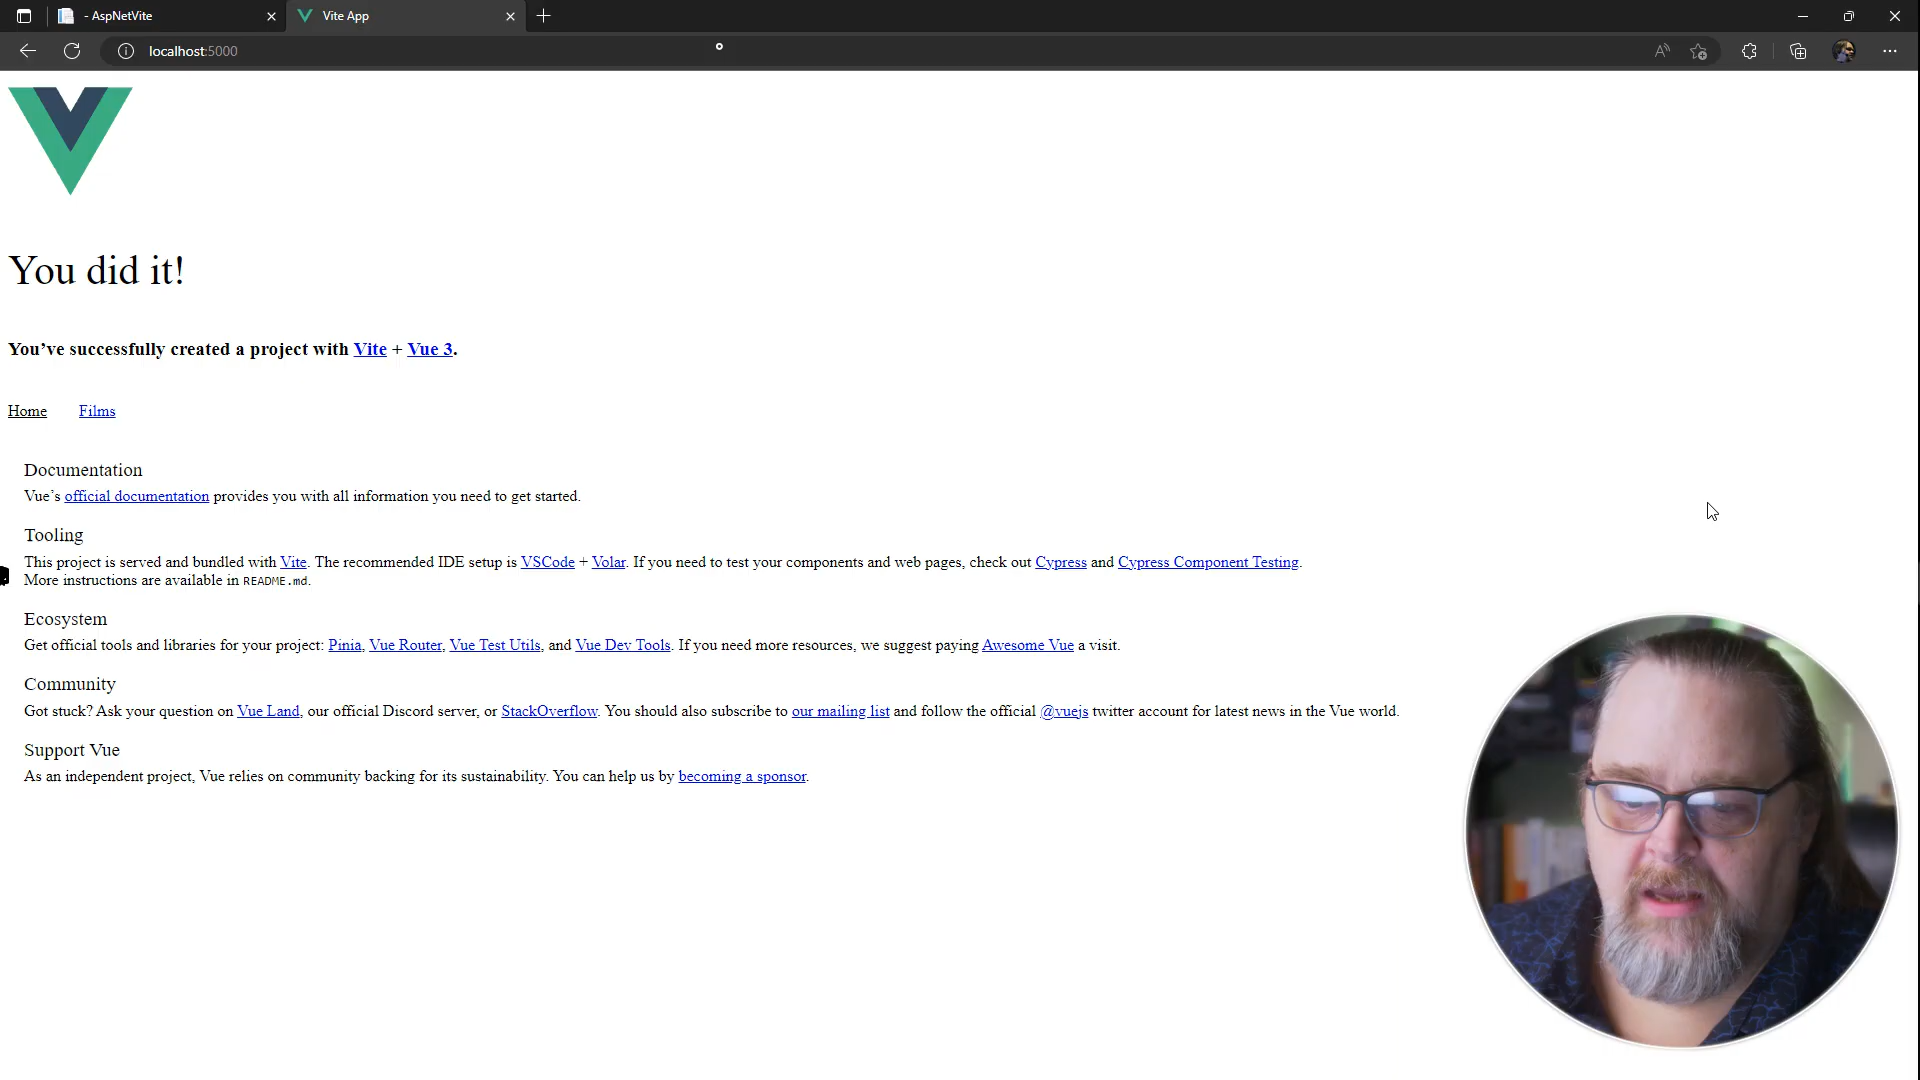 - AspNetVite
Vite App
localhost:5000
You did it!
You’ve successfully created a project with Vite + Vue 3.
Home Films
Documentation
Vue’s official documentation provides you with all information you need to get started.
Tooling
This project is served and bundled with Vite. The recommended IDE setup is VSCode + Volar. If you need to test your components and web pages, check out Cypress and Cypress Component Testing.
More instructions are available in README.md.
Ecosystem
Get official tools and libraries for your project: Pinia, Vue Router, Vue Test Utils, and Vue Dev Tools. If you need more resources, we suggest paying Awesome Vue a visit.
Community
Got stuck? Ask your question on Vue Land, our official Discord server, or StackOverflow. You should also subscribe to our mailing list and follow the official @vuejs twitter account for latest news in the Vue world.
Support Vue
As an independent project, Vue relies on community backing for its sustainability. You can help us by becoming a sponsor.